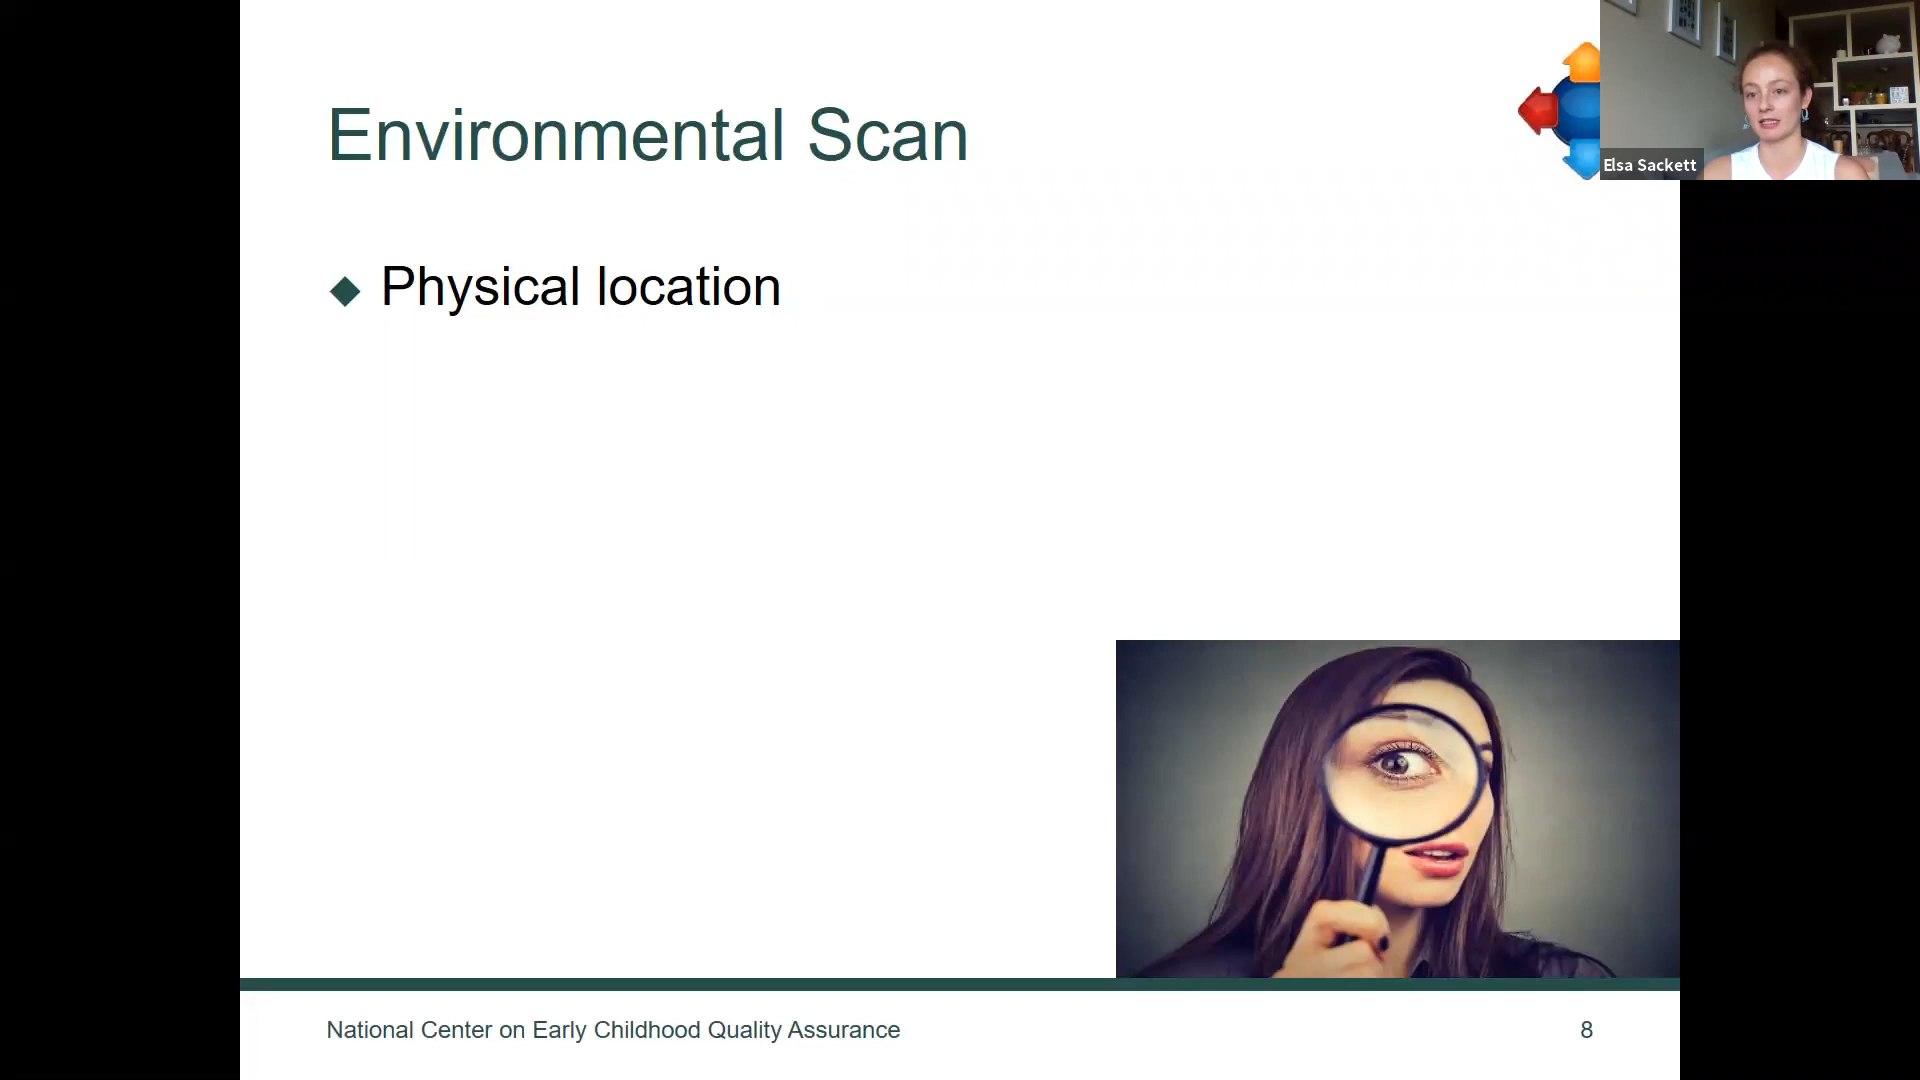 Environmental Scan
Elsa Sackett
Physical location
National Center on Early Childhood Quality Assurance
8